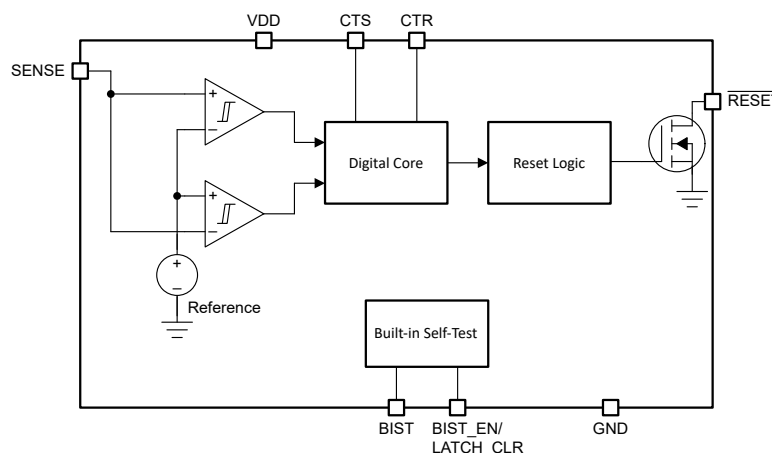 VDD
CTS
CTR
SENSE
RESET
+
−
+
−
Digital Core
Reset Logic
+
−
Reference
Built-in Self-Test
BIST
BIST_EN/
LATCH_CLR
GND